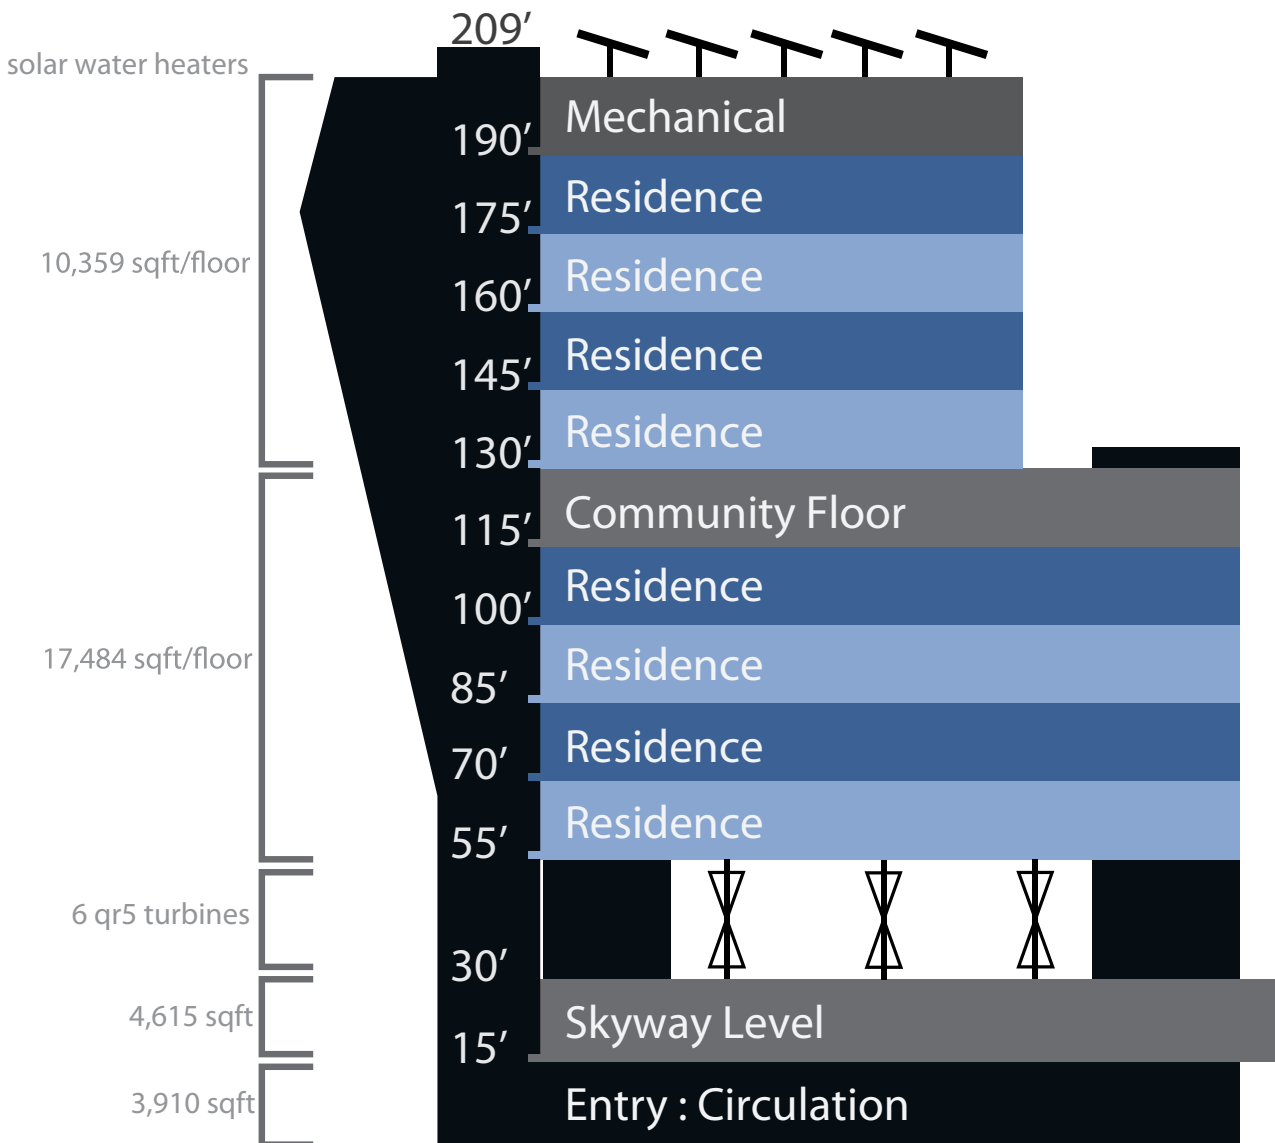 209’
solar water heaters
Mechanical
190’
Residence
175’
10,359 sqft/floor
Residence
160’
Residence
145’
Residence
130’
Community Floor
115’
Residence
100’
17,484 sqft/floor
Residence
85’
Residence
70’
Residence
55’
6 qr5 turbines
30’
4,615 sqft
Skyway Level
15’
3,910 sqft
Entry : Circulation